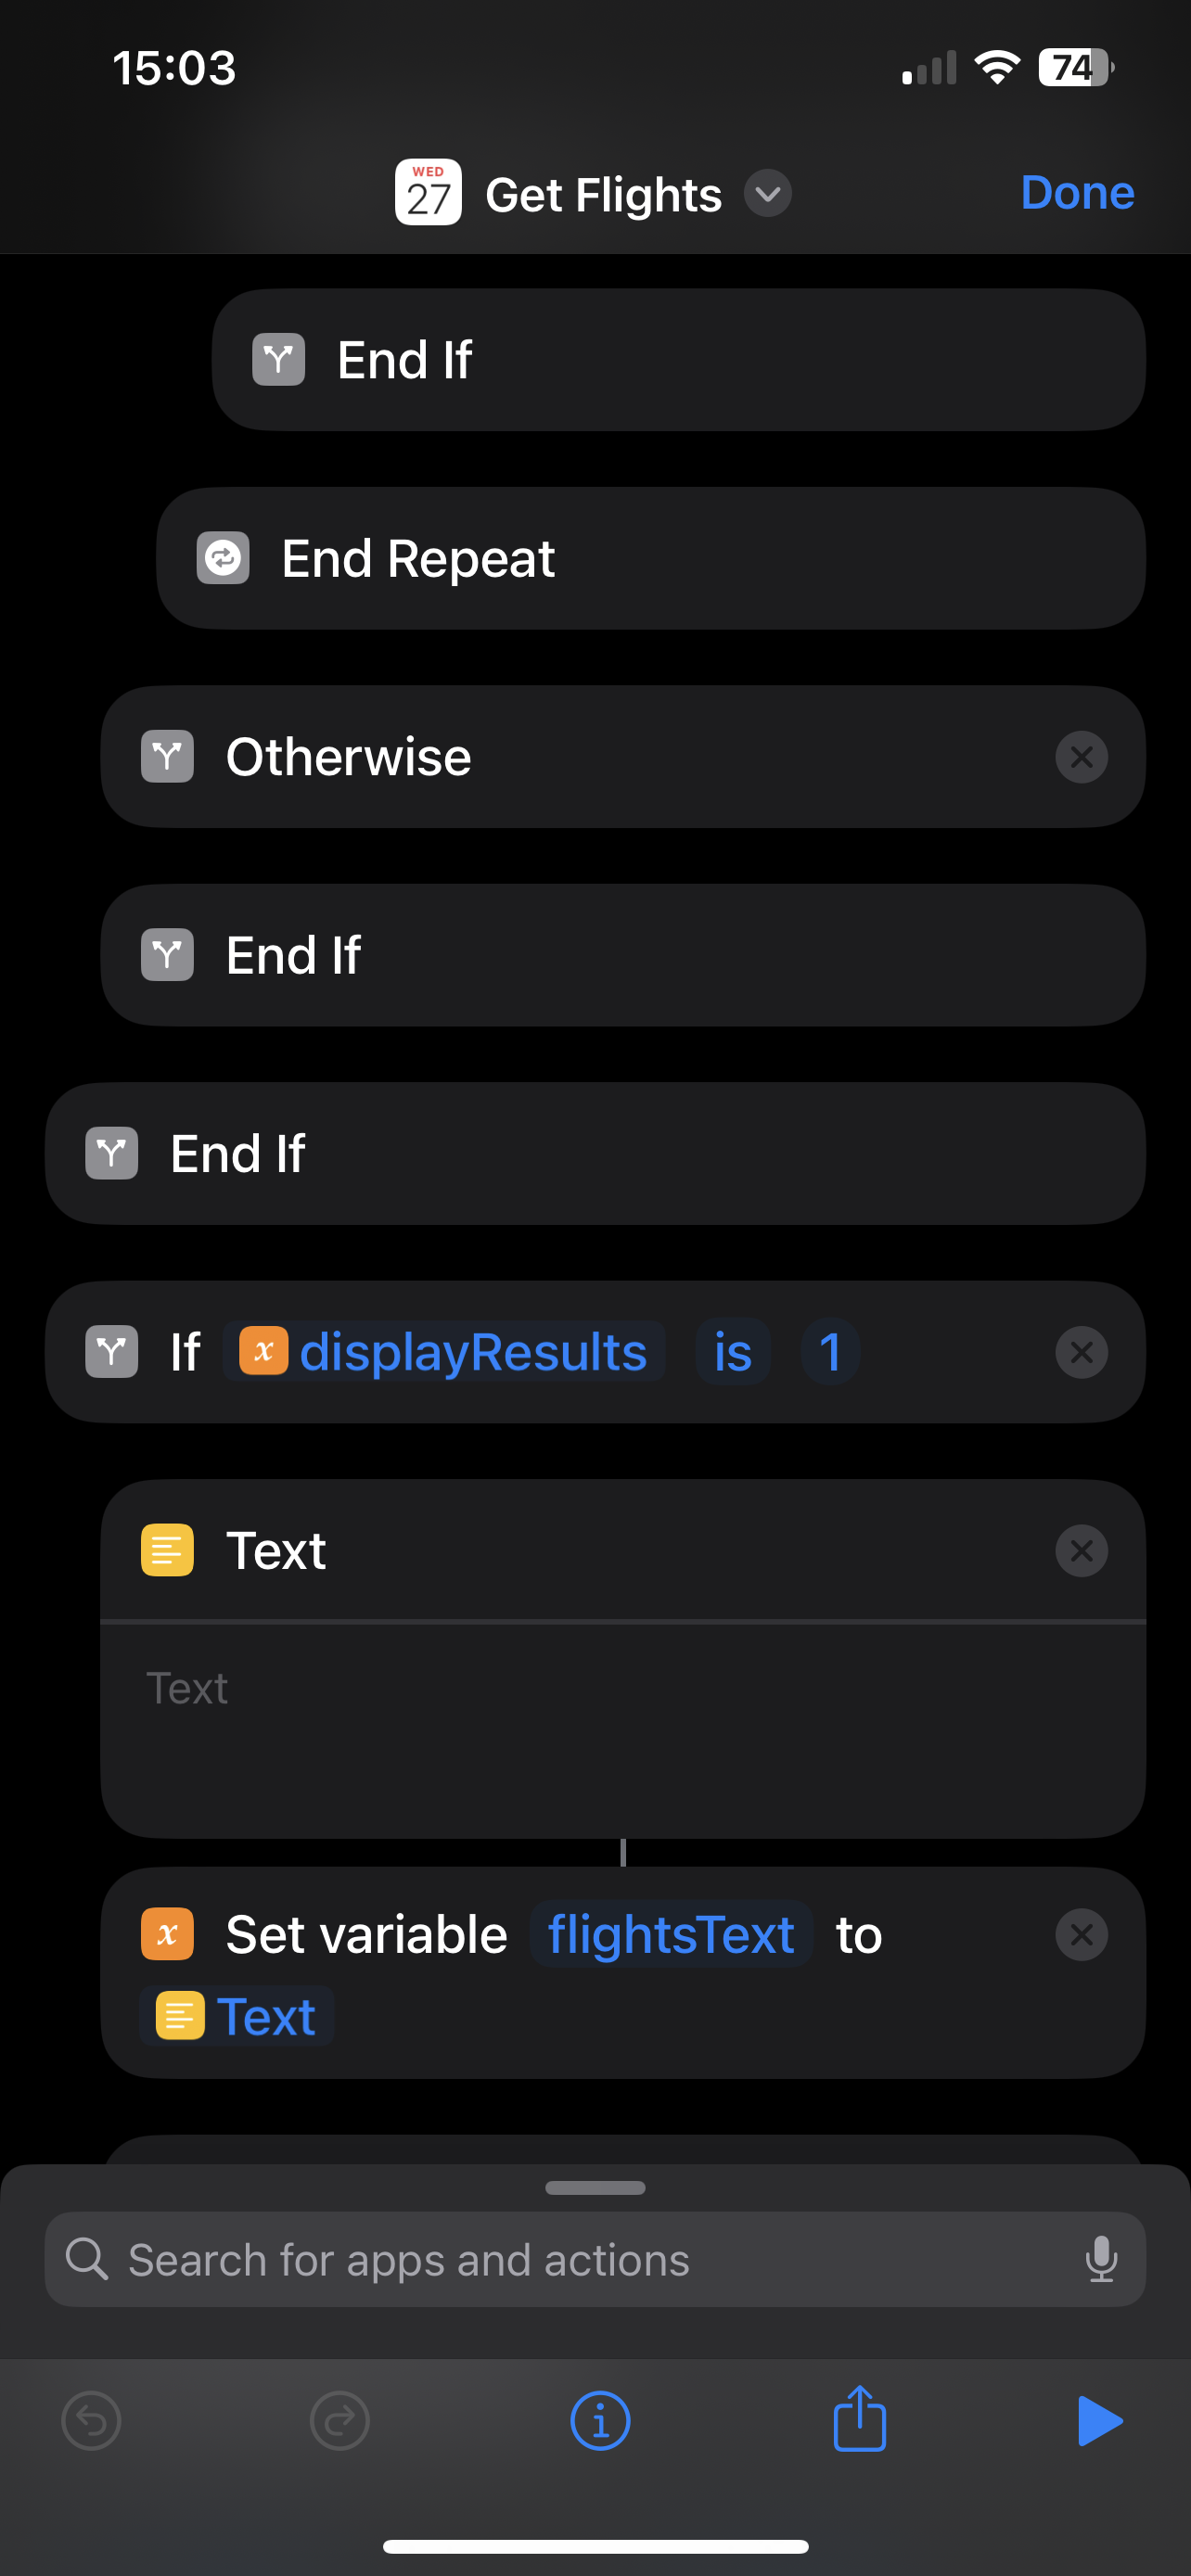 15:03
74
WED
27
Get Flights
Done
End If
End Repeat
Otherwise
End If
End If
If x displayResults is 1
Text
Text
x Set variable flightsText to
Text
Search for apps and actions